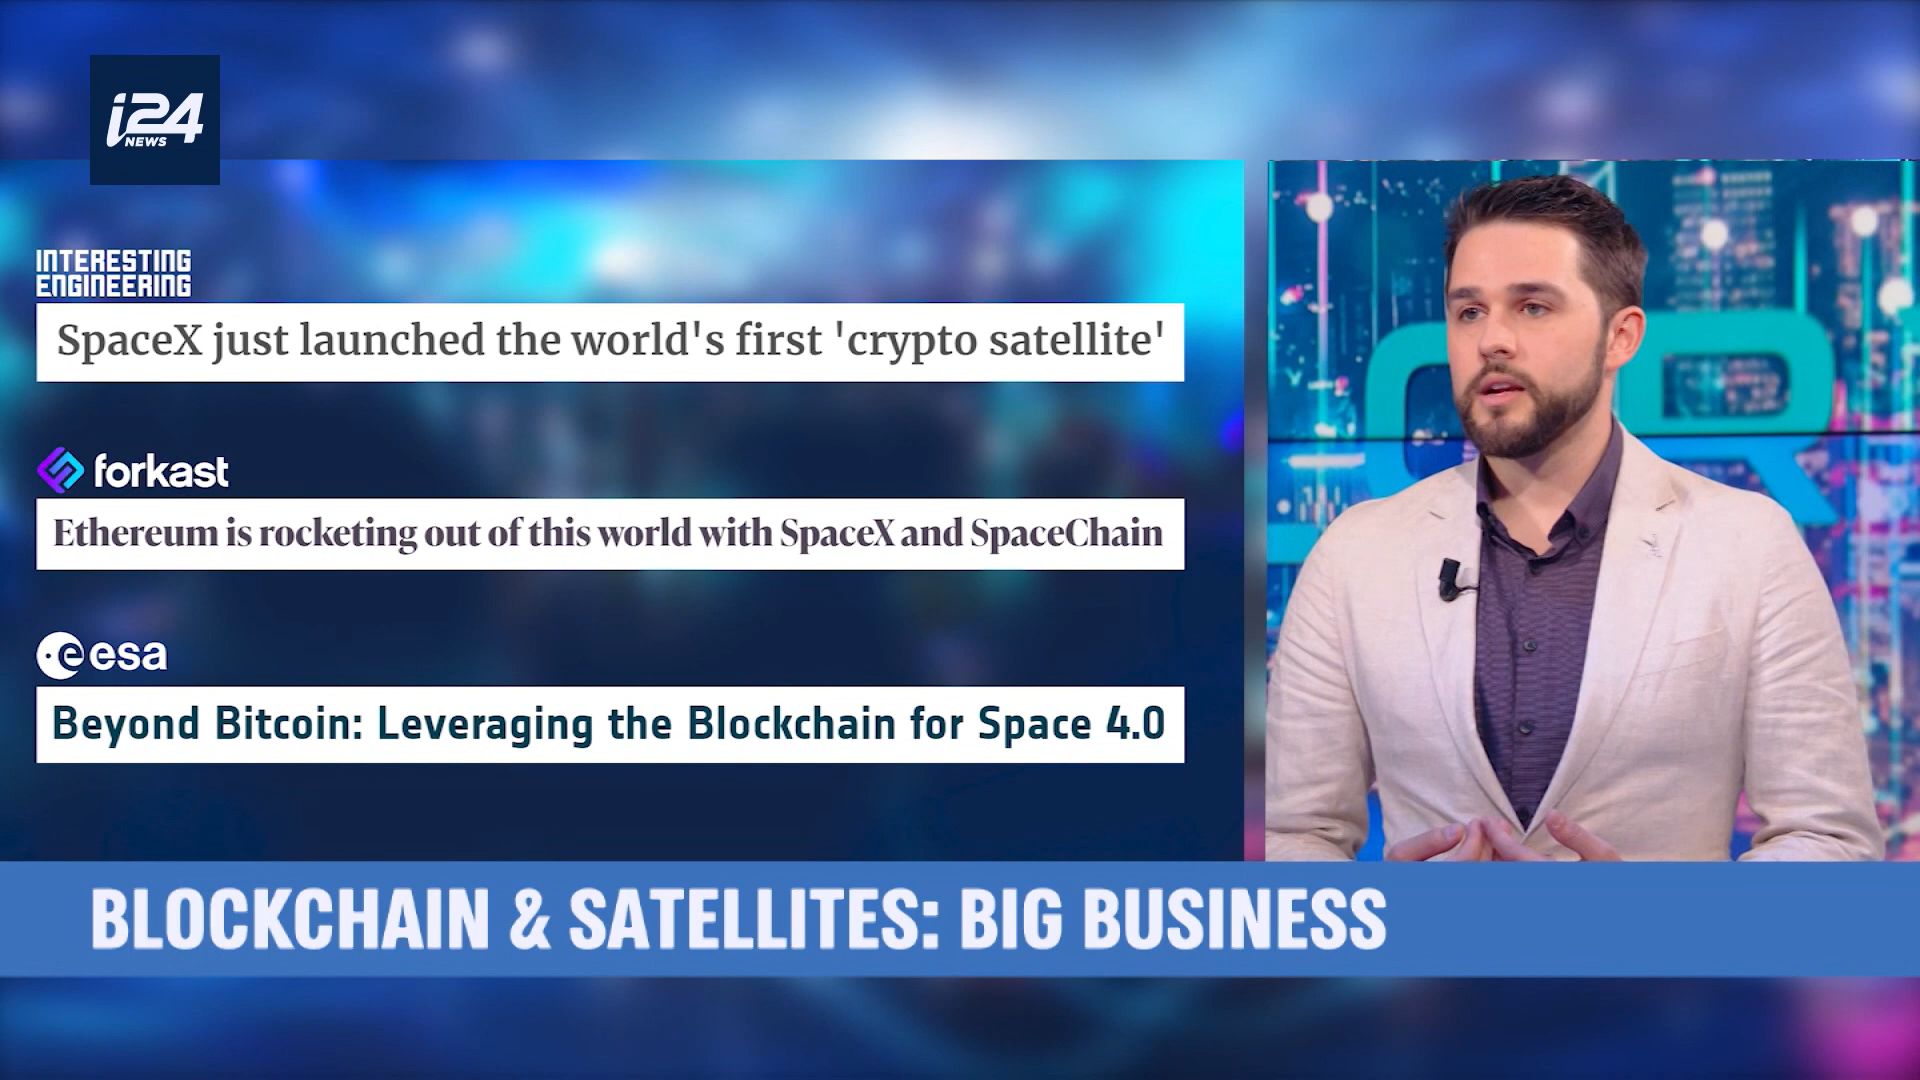 i24
NEWS
INTERESTING
ENGINEERING
SpaceX just launched the world's first 'crypto satellite'
forkast
Ethereum is rocketing out of this world with SpaceX and SpaceChain
esa
Beyond Bitcoin: Leveraging the Blockchain for Space 4.0
BLOCKCHAIN & SATELLITES: BIG BUSINESS